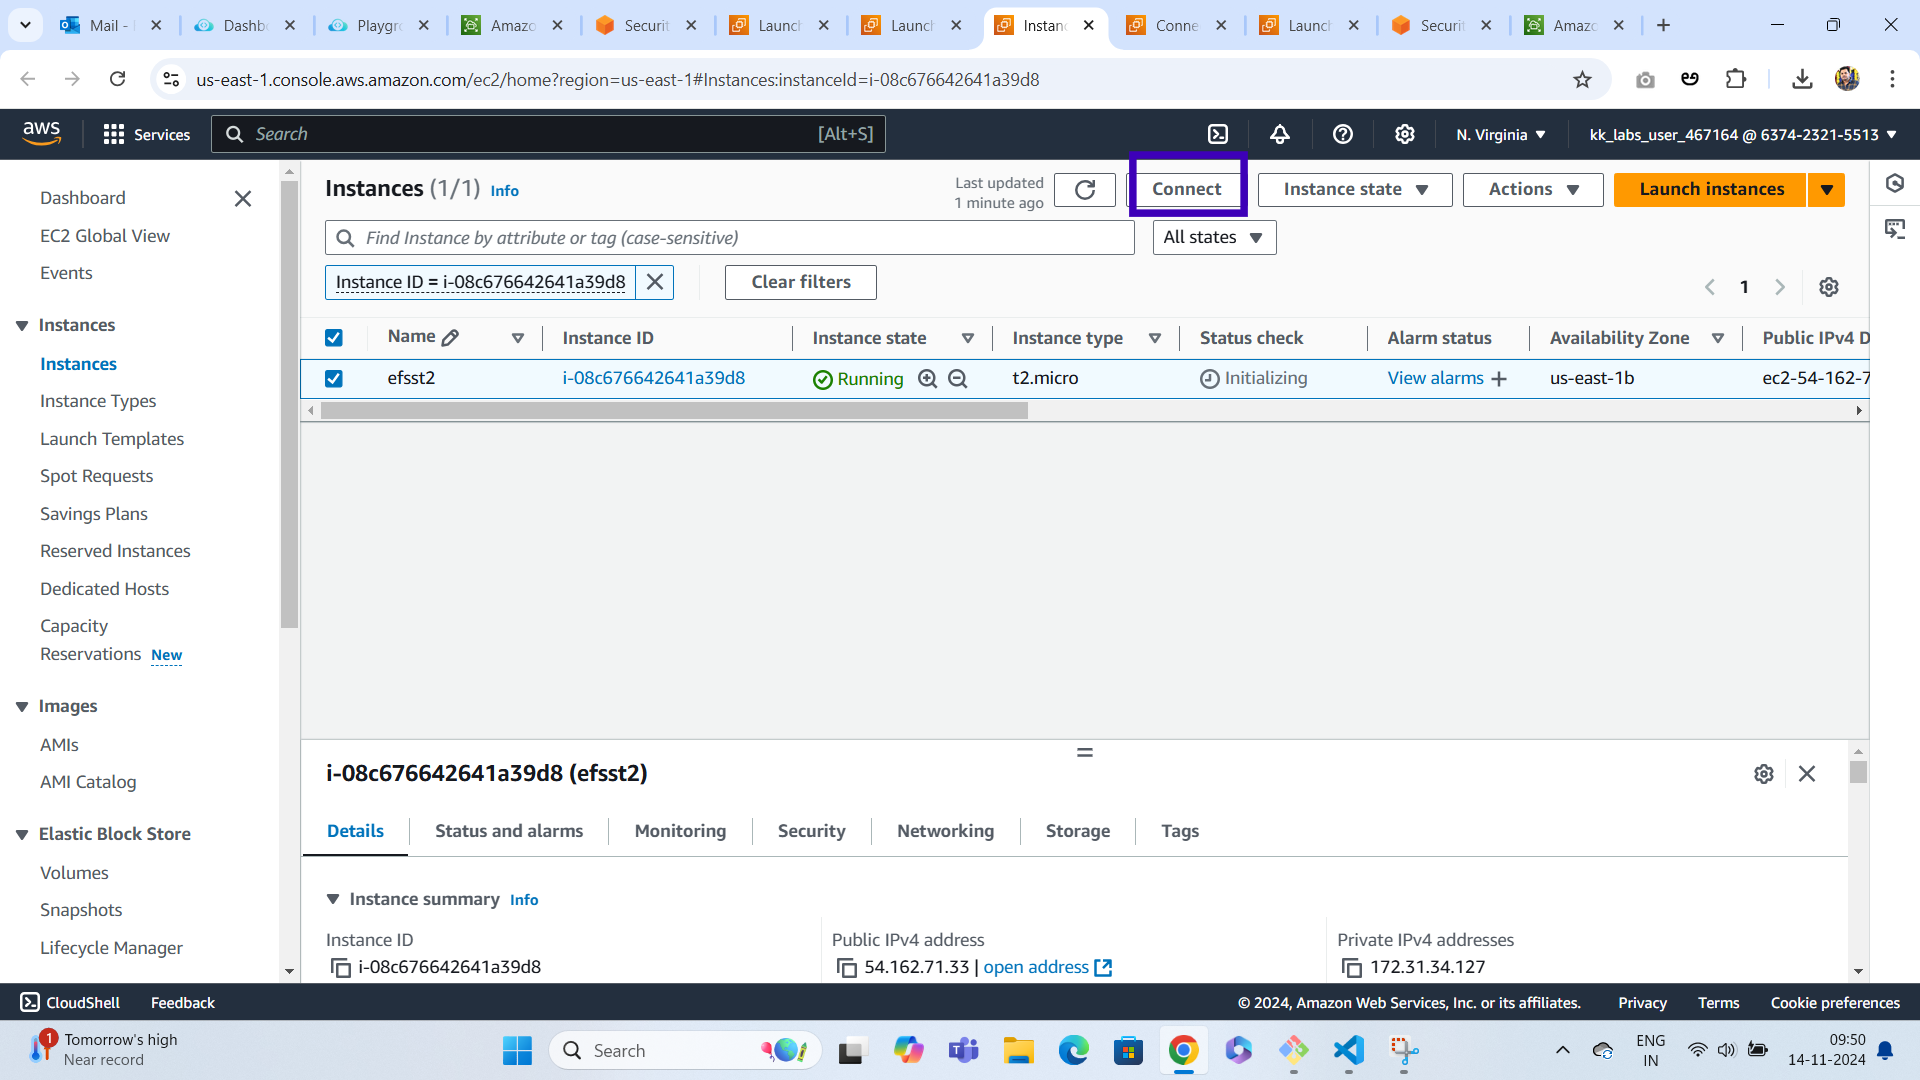 Mail -
Dashbo
Playgro
Amazo
Securit
Launch
Launch
Instanc
Connec
Launch
Securit
Amazo
us-east-1.console.aws.amazon.com/ec2/home?region=us-east-1#Instances:instanceId=i-08c676642641a39d8
aws
Services
Search
[Alt+S]
N. Virginia
kk_labs_user_467164 @ 6374-2321-5513
Dashboard
EC2 Global View
Events
Instances
Instances
Instance Types
Launch Templates
Spot Requests
Savings Plans
Reserved Instances
Dedicated Hosts
Capacity
Reservations New
Images
AMIs
AMI Catalog
Elastic Block Store
Volumes
Snapshots
Lifecycle Manager
Instances (1/1) Info
Last updated
1 minute ago
Connect
Instance state
Actions
Launch instances
Find Instance by attribute or tag (case-sensitive)
All states
Instance ID = i-08c676642641a39d8
Clear filters
1
Name
Instance ID
Instance state
Instance type
Status check
Alarm status
Availability Zone
Public IPv4 D
efsst2
i-08c676642641a39d8
Running
t2.micro
Initializing
View alarms +
us-east-1b
ec2-54-162-7
i-08c676642641a39d8 (efsst2)
Details
Status and alarms
Monitoring
Security
Networking
Storage
Tags
Instance summary Info
Instance ID
i-08c676642641a39d8
Public IPv4 address
54.162.71.33 | open address
Private IPv4 addresses
172.31.34.127
CloudShell
Feedback
© 2024, Amazon Web Services, Inc. or its affiliates.
Privacy
Terms
Cookie preferences
1
Tomorrow's high
Near record
Search
ENG
IN
09:50
14-11-2024